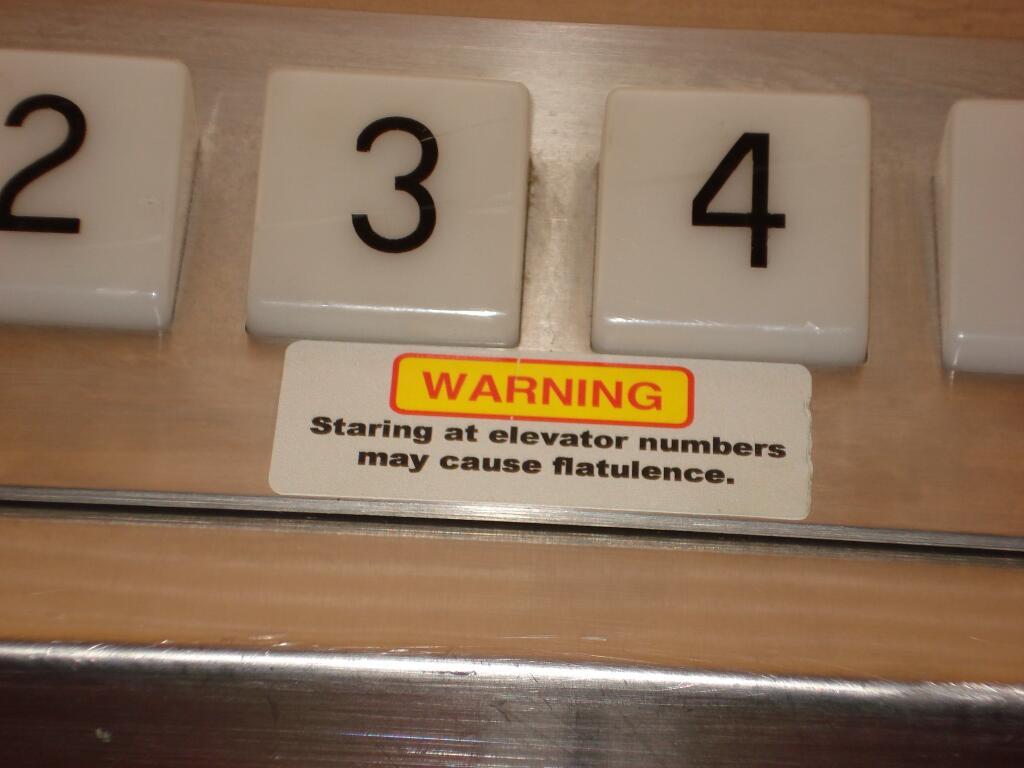 2 3 4
WARNING
Staring at elevator numbers
may cause flatulence.